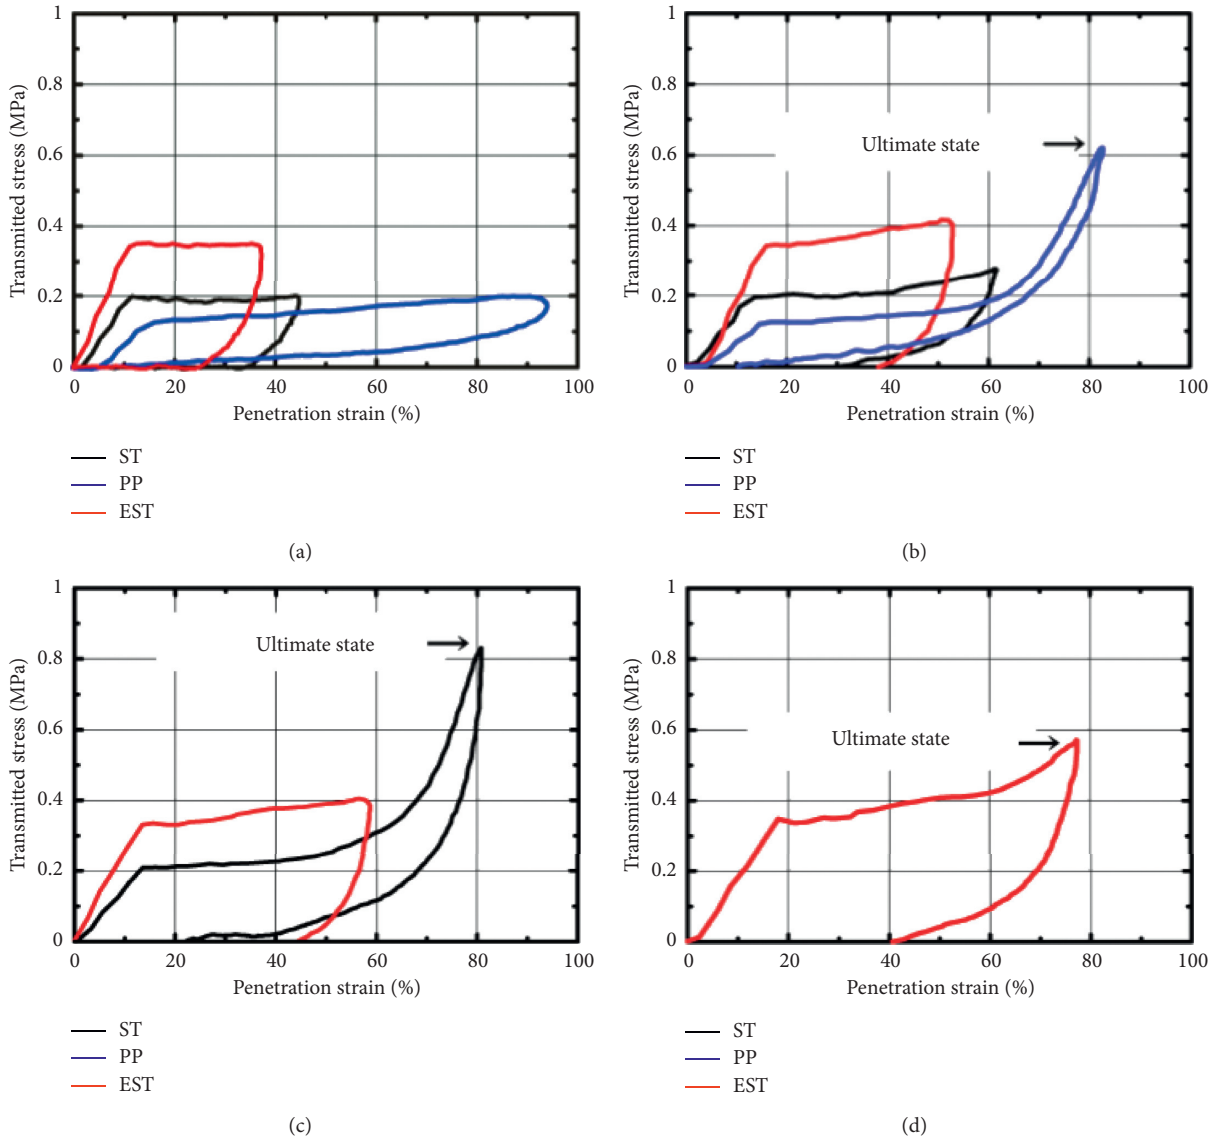 1
0.8
0.6
0.4
0.2
0
Transmitted stress (MPa)
0 20 40 60 80 100
Penetration strain (%)
ST
PP
EST
(a)
1
0.8
0.6
0.4
0.2
0
Transmitted stress (MPa)
Ultimate state
0 20 40 60 80 100
Penetration strain (%)
ST
PP
EST
(b)
1
0.8
0.6
0.4
0.2
0
Transmitted stress (MPa)
Ultimate state
0 20 40 60 80 100
Penetration strain (%)
ST
PP
EST
(c)
1
0.8
0.6
0.4
0.2
0
Transmitted stress (MPa)
Ultimate state
0 20 40 60 80 100
Penetration strain (%)
ST
PP
EST
(d)